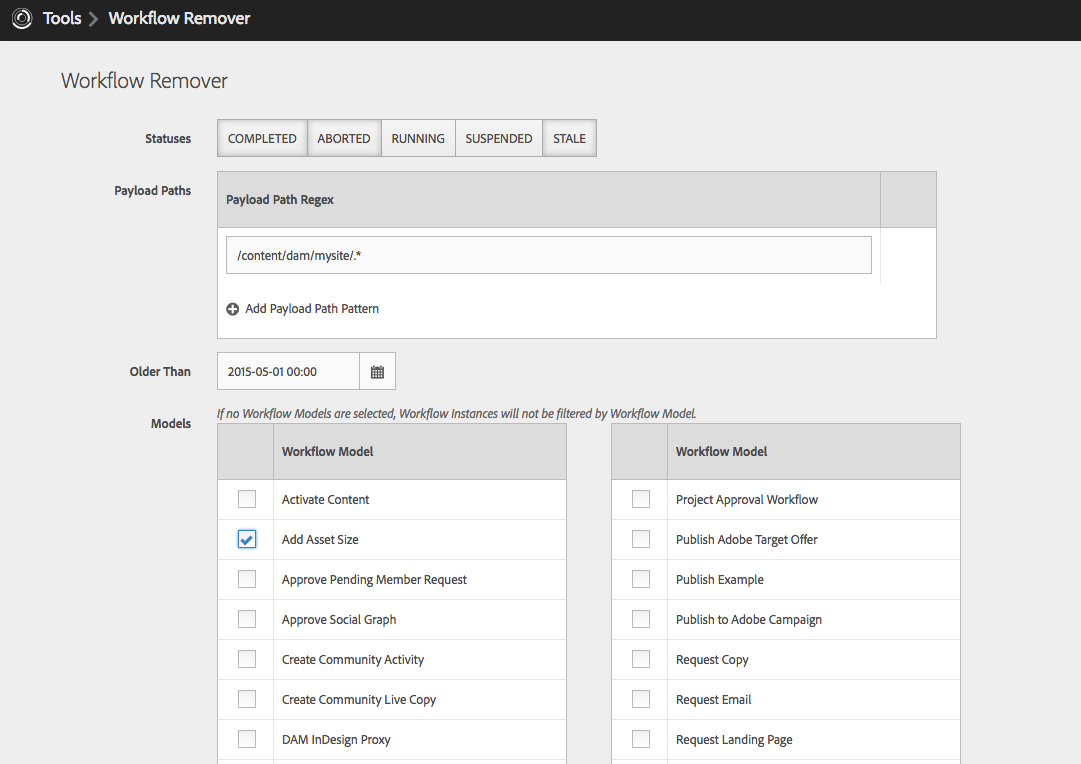 Tools > Workflow Remover
Workflow Remover
Statuses COMPLETED ABORTED RUNNING SUSPENDED STALE
Payload Paths
Payload Path Regex
/content/dam/mysite/.*
Add Payload Path Pattern
Older Than 2015-05-01 00:00
If no Workflow Models are selected, Workflow Instances will not be filtered by Workflow Model.
Models
Workflow Model
Activate Content
Add Asset Size
Approve Pending Member Request
Approve Social Graph
Create Community Activity
Create Community Live Copy
DAM InDesign Proxy
Workflow Model
Project Approval Workflow
Publish Adobe Target Offer
Publish Example
Publish to Adobe Campaign
Request Copy
Request Email
Request Landing Page